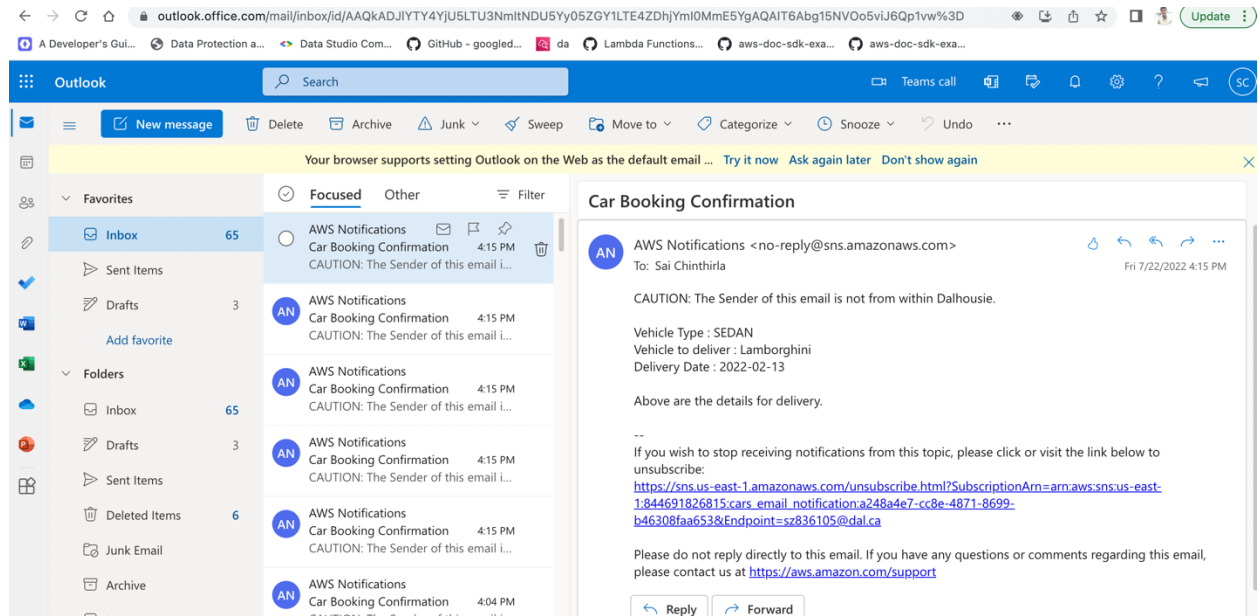 outlook.office.com/mail/inbox/id/AAQkADJlYTY4YjU5LTU3NmItNDU5Yy05ZGY1LTE4ZDhjYmI0MmE5YgAQAIT6Abg15NVOo5viJ6Qp1vw%3D
Update
A Developer's Gui...
Data Protection a...
Data Studio Com...
GitHub - googled...
da
Lambda Functions...
aws-doc-sdk-exa...
aws-doc-sdk-exa...
Outlook
Search
Teams call
SC
New message
Delete
Archive
Junk
Sweep
Move to
Categorize
Snooze
Undo
Your browser supports setting Outlook on the Web as the default email ... Try it now Ask again later Don't show again
Favorites
Inbox 65
Sent Items
Drafts 3
Add favorite
Folders
Inbox 65
Drafts 3
Sent Items
Deleted Items 6
Junk Email
Archive
Focused Other Filter
AWS Notifications
Car Booking Confirmation 4:15 PM
CAUTION: The Sender of this email i...
AN
AWS Notifications
Car Booking Confirmation 4:15 PM
CAUTION: The Sender of this email i...
AN
AWS Notifications
Car Booking Confirmation 4:15 PM
CAUTION: The Sender of this email i...
AN
AWS Notifications
Car Booking Confirmation 4:15 PM
CAUTION: The Sender of this email i...
AN
AWS Notifications
Car Booking Confirmation 4:15 PM
CAUTION: The Sender of this email i...
AN
AWS Notifications
Car Booking Confirmation 4:04 PM
Car Booking Confirmation
AN
AWS Notifications <no-reply@sns.amazonaws.com>
To: Sai Chinthirla
Fri 7/22/2022 4:15 PM
CAUTION: The Sender of this email is not from within Dalhousie.
Vehicle Type : SEDAN
Vehicle to deliver : Lamborghini
Delivery Date : 2022-02-13
Above are the details for delivery.
--
If you wish to stop receiving notifications from this topic, please click or visit the link below to
unsubscribe:
https://sns.us-east-1.amazonaws.com/unsubscribe.html?SubscriptionArn=arn:aws:sns:us-east-
1:844691826815:cars_email_notification:a248a4e7-cc8e-4871-8699-
b46308faa653&Endpoint=sz836105@dal.ca
Please do not reply directly to this email. If you have any questions or comments regarding this email,
please contact us at https://aws.amazon.com/support
Reply
Forward